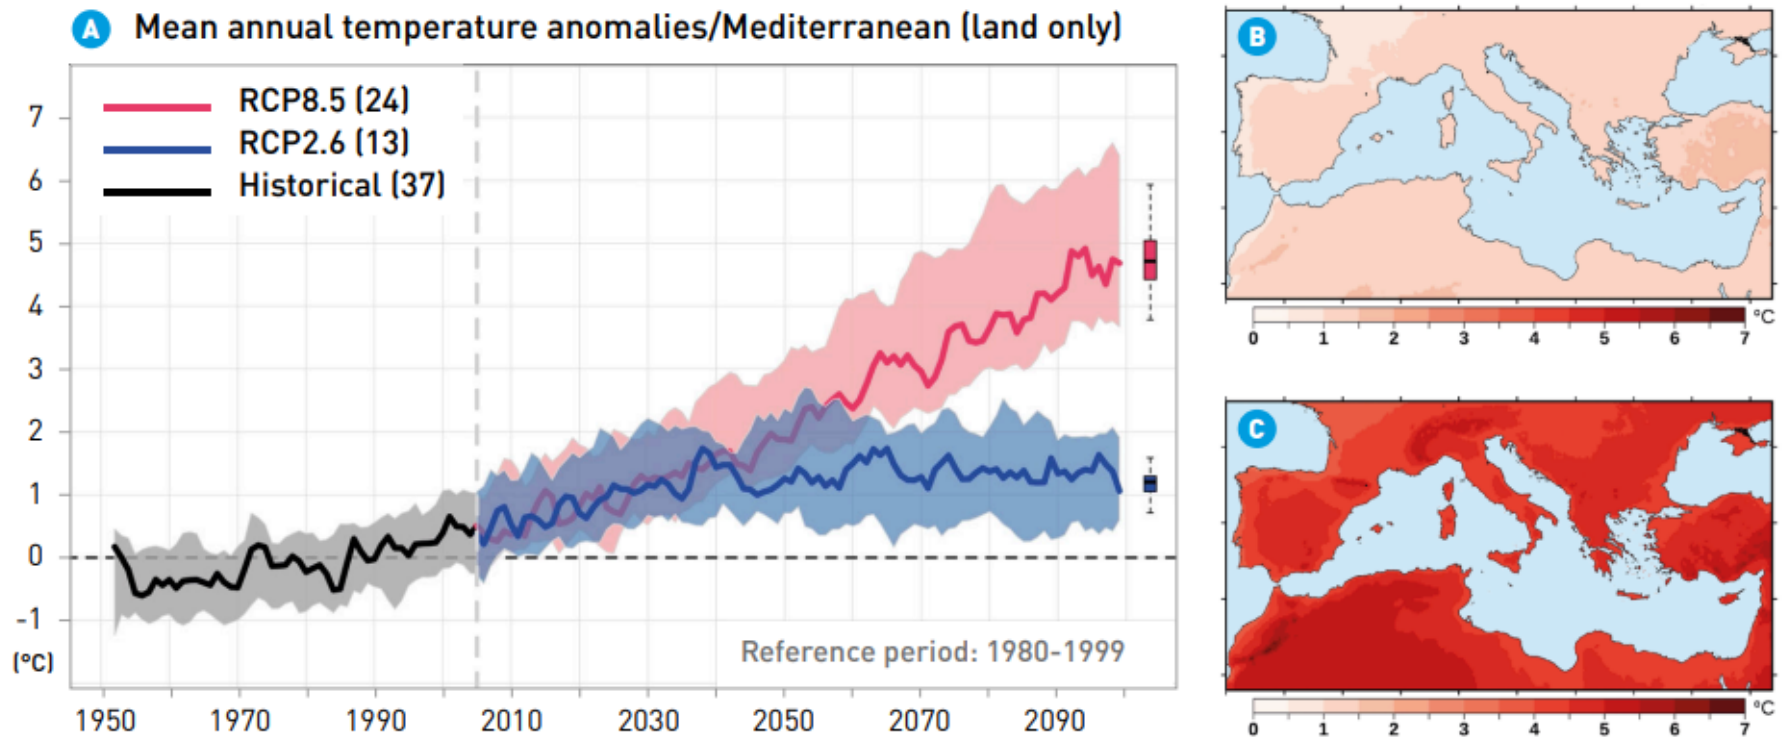 A Mean annual temperature anomalies/Mediterranean (land only)
RCP8.5 (24)
RCP2.6 (13)
Historical (37)
7
6
5
4
3
2
1
0
-1
(°C)
Reference period: 1980-1999
1950 1970 1990 2010 2030 2050 2070 2090
B
0 1 2 3 4 5 6 7 °C
C
0 1 2 3 4 5 6 7 °C